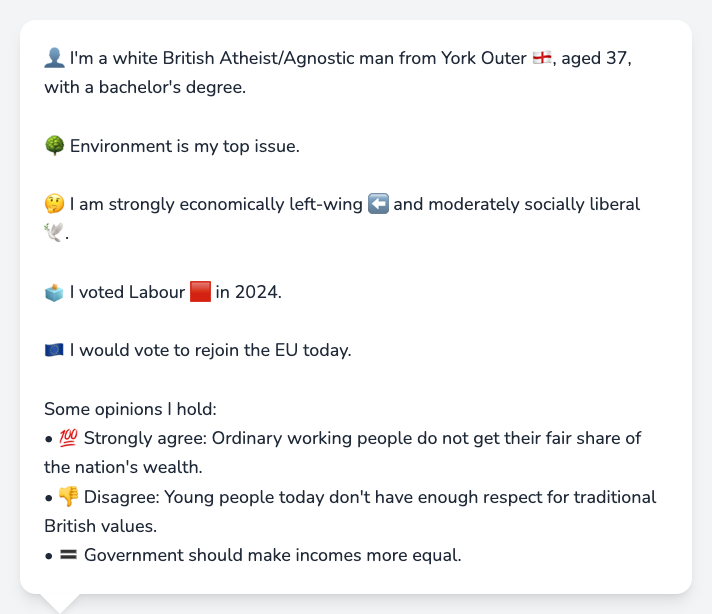 👤 I'm a white British Atheist/Agnostic man from York Outer 🏴󠁧󠁢󠁥󠁮󠁧󠁿, aged 37,
with a bachelor's degree.
🌳 Environment is my top issue.
🤔 I am strongly economically left-wing ⬅️ and moderately socially liberal
🕊️.
🗳️ I voted Labour 🟥 in 2024.
🇪🇺 I would vote to rejoin the EU today.
Some opinions I hold:
• 💯 Strongly agree: Ordinary working people do not get their fair share of
the nation's wealth.
• 👎 Disagree: Young people today don't have enough respect for traditional
British values.
• 🟰 Government should make incomes more equal.